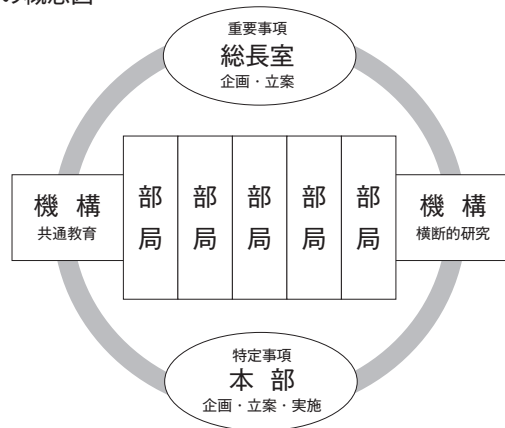 の概念図
重要事項
総長室
企画・立案
機 構
共通教育
部局
部局
部局
部局
部局
機 構
横断的研究
特定事項
本 部
企画・立案・実施